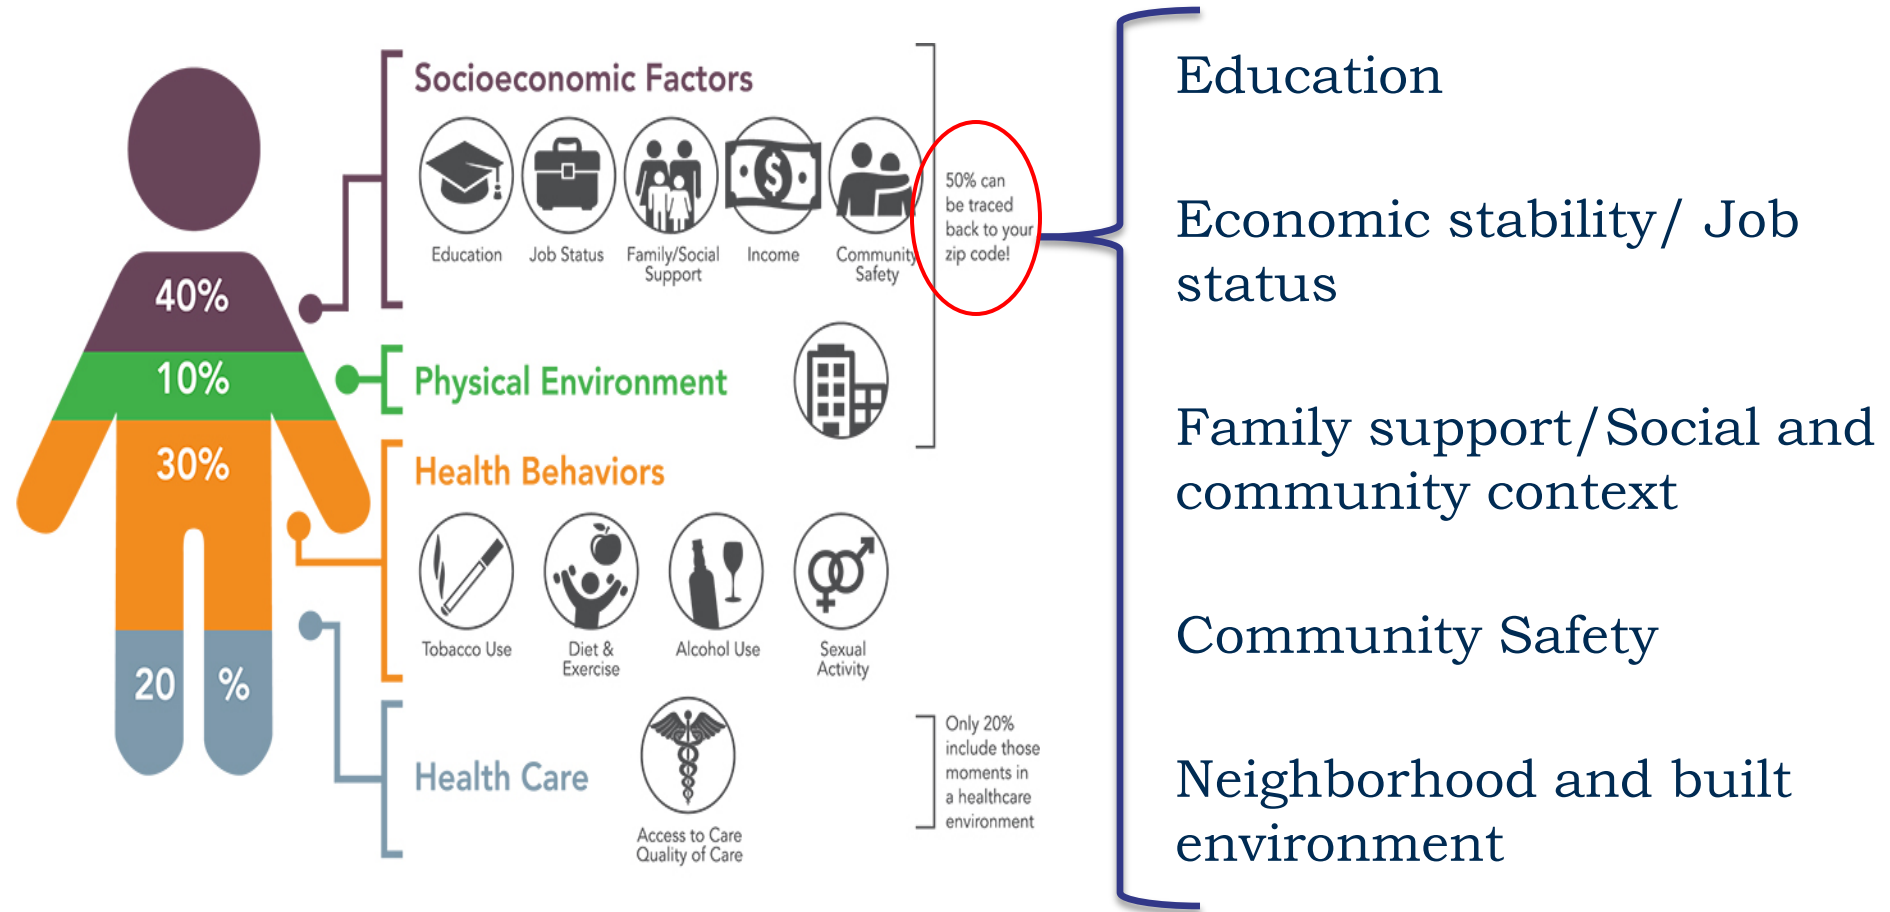 Socioeconomic Factors
Education
Job Status
Family/Social
Support
Income
Community
Safety
50% can
be traced
back to your
zip code!
40%
10%
Physical Environment
30%
Health Behaviors
Tobacco Use
Diet &
Exercise
Alcohol Use
Sexual
Activity
20 %
Health Care
Access to Care
Quality of Care
Only 20%
include those
moments in
a healthcare
environment
Education
Economic stability/ Job
status
Family support/Social and
community context
Community Safety
Neighborhood and built
environment
$